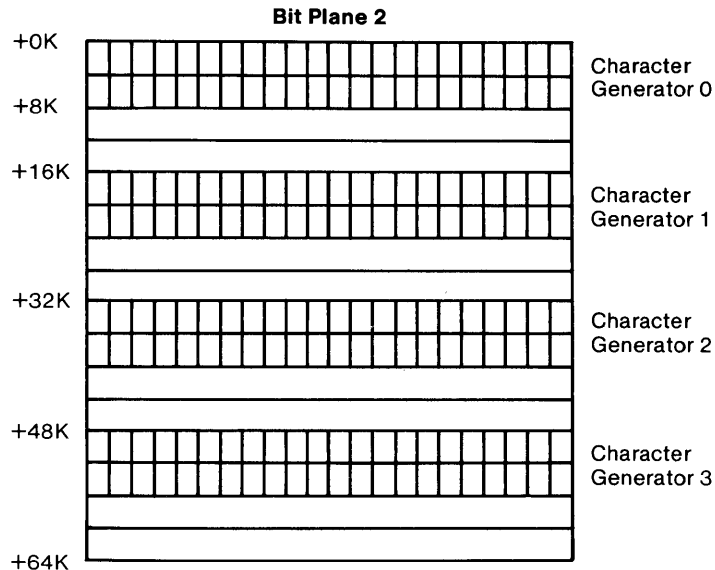 Bit Plane 2
+0K
Character
Generator 0
+8K
+16K
Character
Generator 1
+32K
Character
Generator 2
+48K
Character
Generator 3
+64K